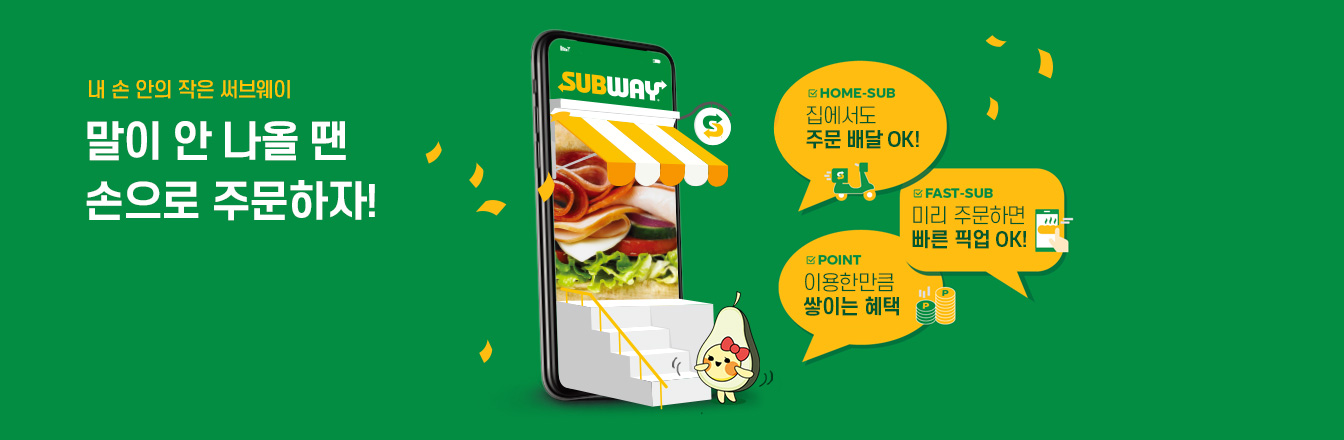 내 손 안의 작은 써브웨이
말이 안 나올 땐
손으로 주문하자!
SUBWAY
HOME-SUB
집에서도
주문 배달 OK!
FAST-SUB
미리 주문하면
빠른 픽업 OK!
POINT
이용한만큼
쌓이는 혜택
P
P